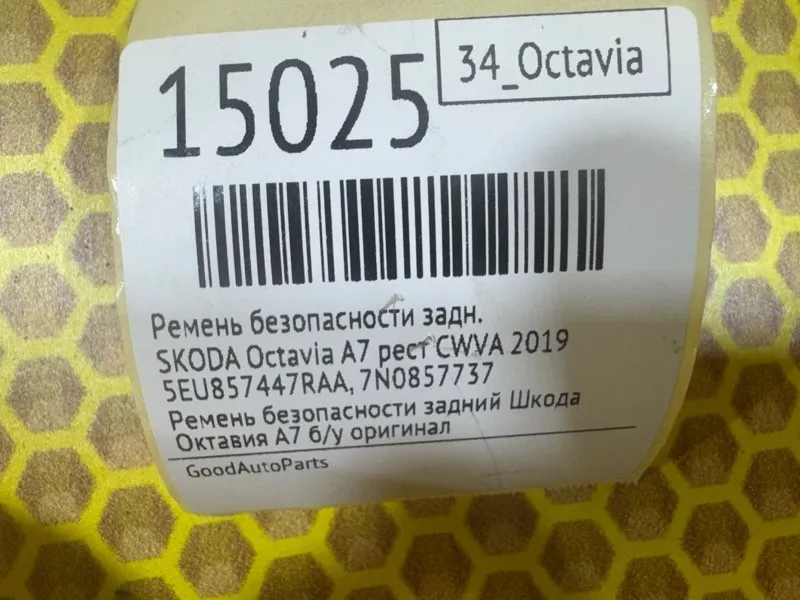 15025
34_Octavia
Ремень безопасности задн.
SKODA Octavia A7 рест CWVA 2019
5EU857447RAA, 7N0857737
Ремень безопасности задний Шкода
Октавия А7 б/у оригинал
GoodAutoParts